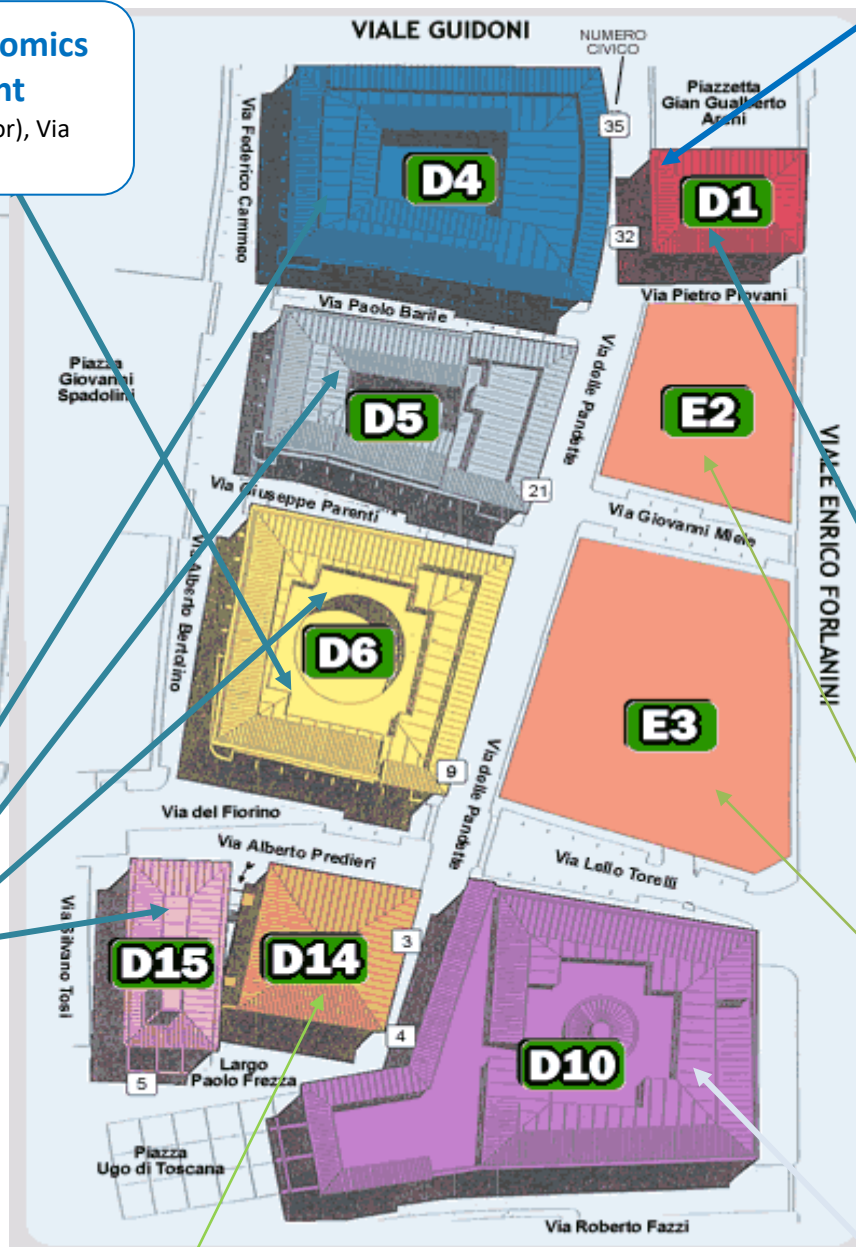 omics
nt
or), Via
VIALE GUIDONI
NUMERO
CIVICO
Via Federico Cammeo
35
Piazzetta
Gian Gualberto
Archi
D4
D1
32
Via Paolo Barile
Via Pietro Piovani
Piazza
Giovanni
Spadolini
Via delle Pandette
D5
E2
VIALE ENRICO FORLANINI
21
Via Giuseppe Parenti
Via Giovanni Miele
Via Alberto Bertolino
D6
E3
9
Via delle Pandette
Via del Fiorino
Via Alberto Predieri
Via Lello Torelli
Via Silvano Tosi
D15
D14
3
4
D10
5
Largo
Paolo Frezza
Piazza
Ugo di Toscana
Via Roberto Fazzi